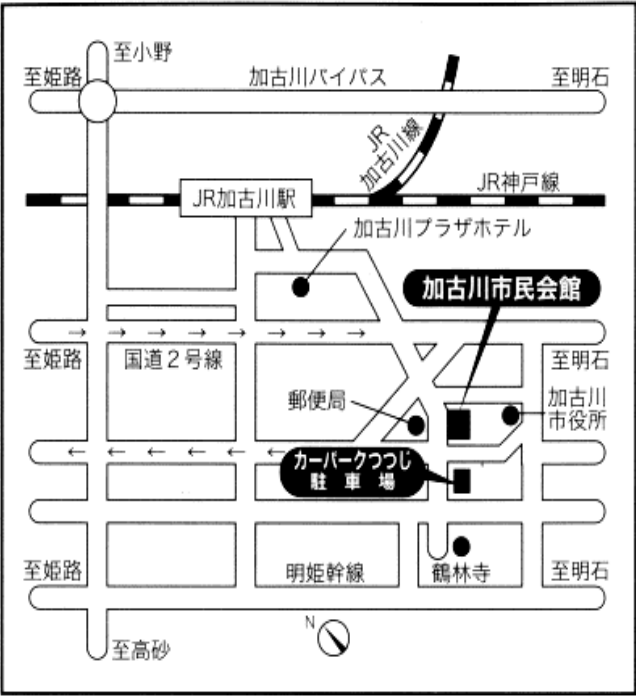 至小野
至姫路
加古川バイパス
至明石
JR
加古川線
JR加古川駅
JR神戸線
加古川プラザホテル
加古川市民会館
→ → → → → → → →
至姫路
国道2号線
至明石
郵便局
加古川
市役所
← ← ← ← ← ←
カーパークつつじ
駐車場
至姫路
明姫幹線
鶴林寺
至明石
N
至高砂